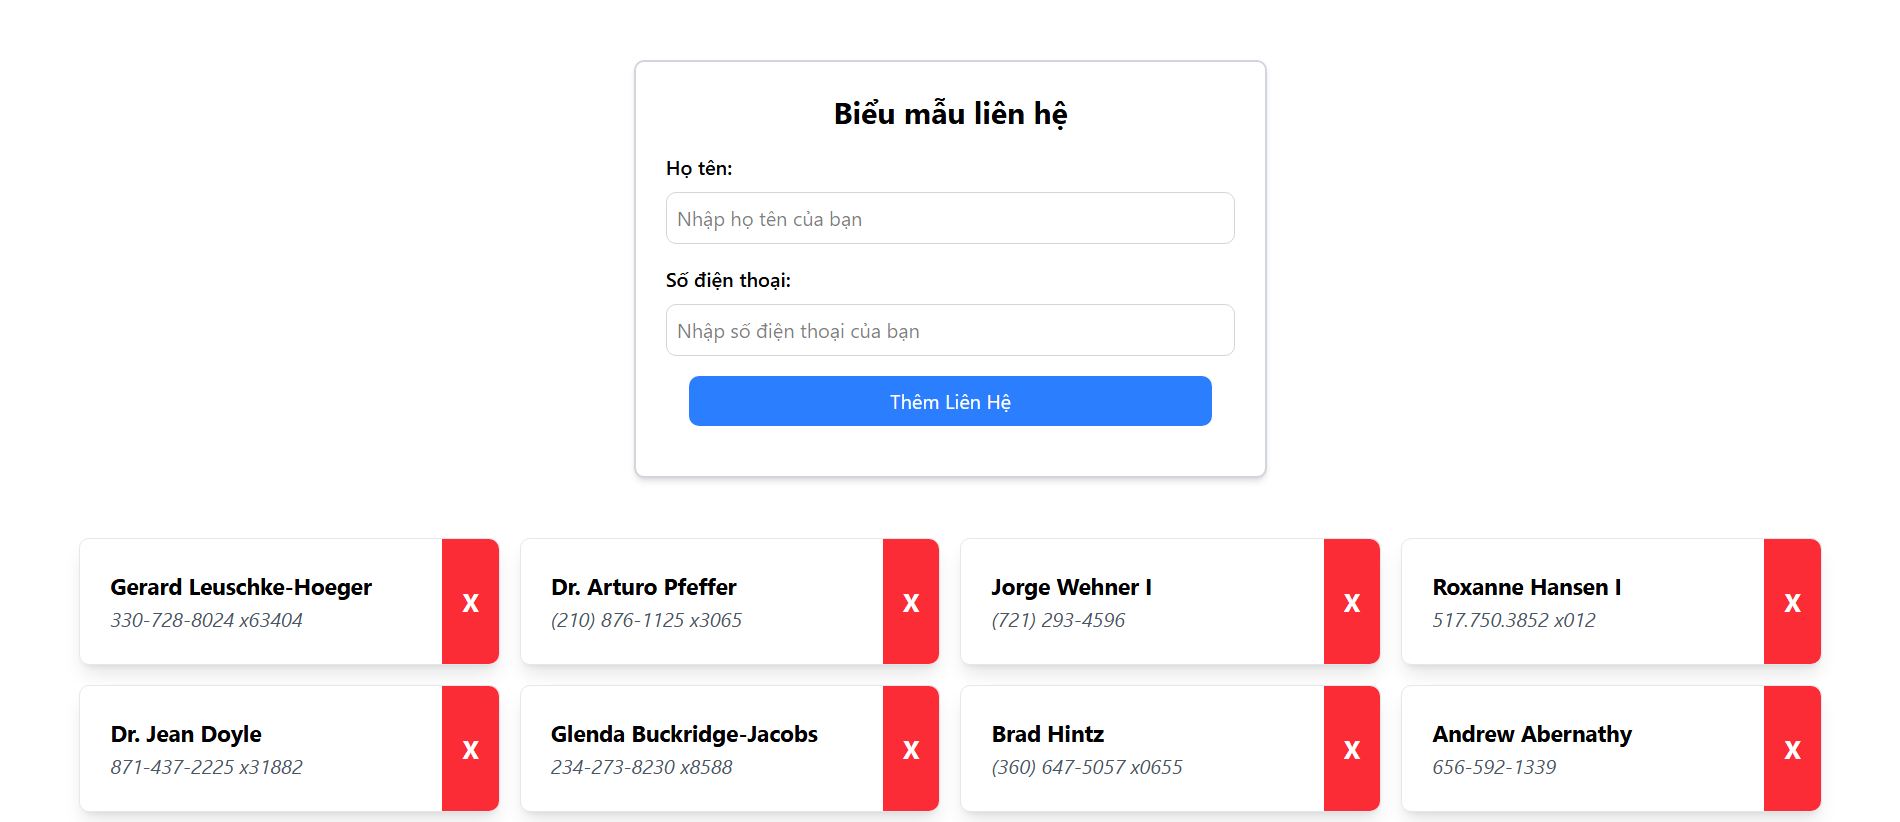 Biểu mẫu liên hệ
Họ tên:
Nhập họ tên của bạn
Số điện thoại:
Nhập số điện thoại của bạn
Thêm Liên Hệ
Gerard Leuschke-Hoeger
330-728-8024 x63404
X
Dr. Arturo Pfeffer
(210) 876-1125 x3065
X
Jorge Wehner I
(721) 293-4596
X
Roxanne Hansen I
517.750.3852 x012
X
Dr. Jean Doyle
871-437-2225 x31882
X
Glenda Buckridge-Jacobs
234-273-8230 x8588
X
Brad Hintz
(360) 647-5057 x0655
X
Andrew Abernathy
656-592-1339
X